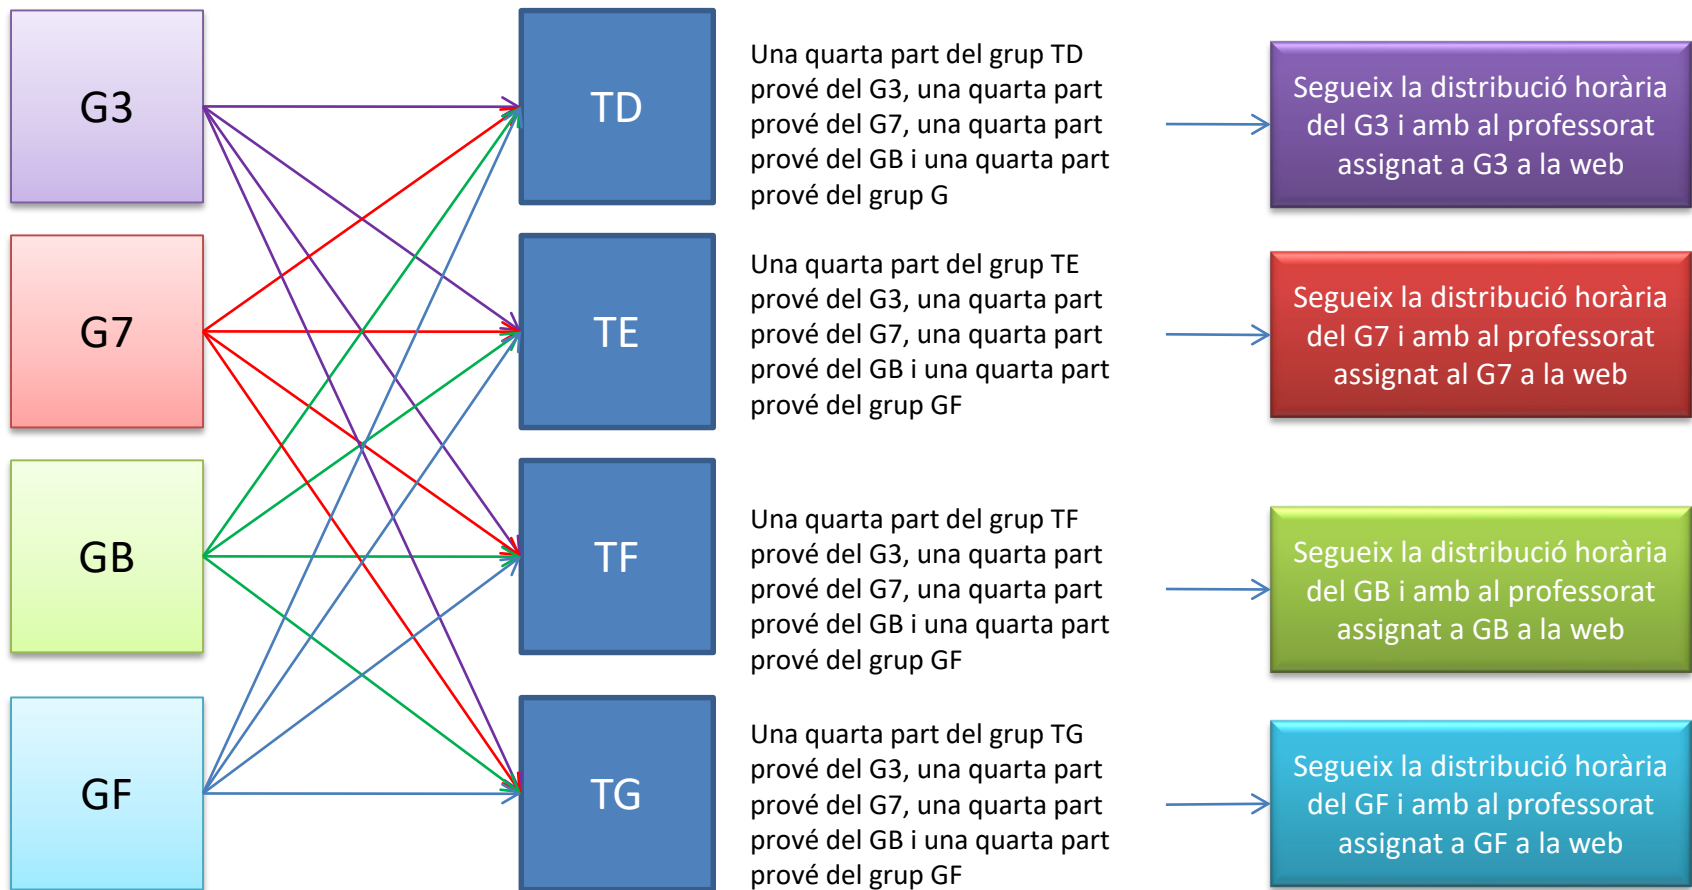 G3
TD
Una quarta part del grup TD
prové del G3, una quarta part
prové del G7, una quarta part
prové del GB i una quarta part
prové del grup G
Segueix la distribució horària
del G3 i amb al professorat
assignat a G3 a la web
G7
TE
Una quarta part del grup TE
prové del G3, una quarta part
prové del G7, una quarta part
prové del GB i una quarta part
prové del grup GF
Segueix la distribució horària
del G7 i amb al professorat
assignat al G7 a la web
GB
TF
Una quarta part del grup TF
prové del G3, una quarta part
prové del G7, una quarta part
prové del GB i una quarta part
prové del grup GF
Segueix la distribució horària
del GB i amb al professorat
assignat a GB a la web
GF
TG
Una quarta part del grup TG
prové del G3, una quarta part
prové del G7, una quarta part
prové del GB i una quarta part
prové del grup GF
Segueix la distribució horària
del GF i amb al professorat
assignat a GF a la web